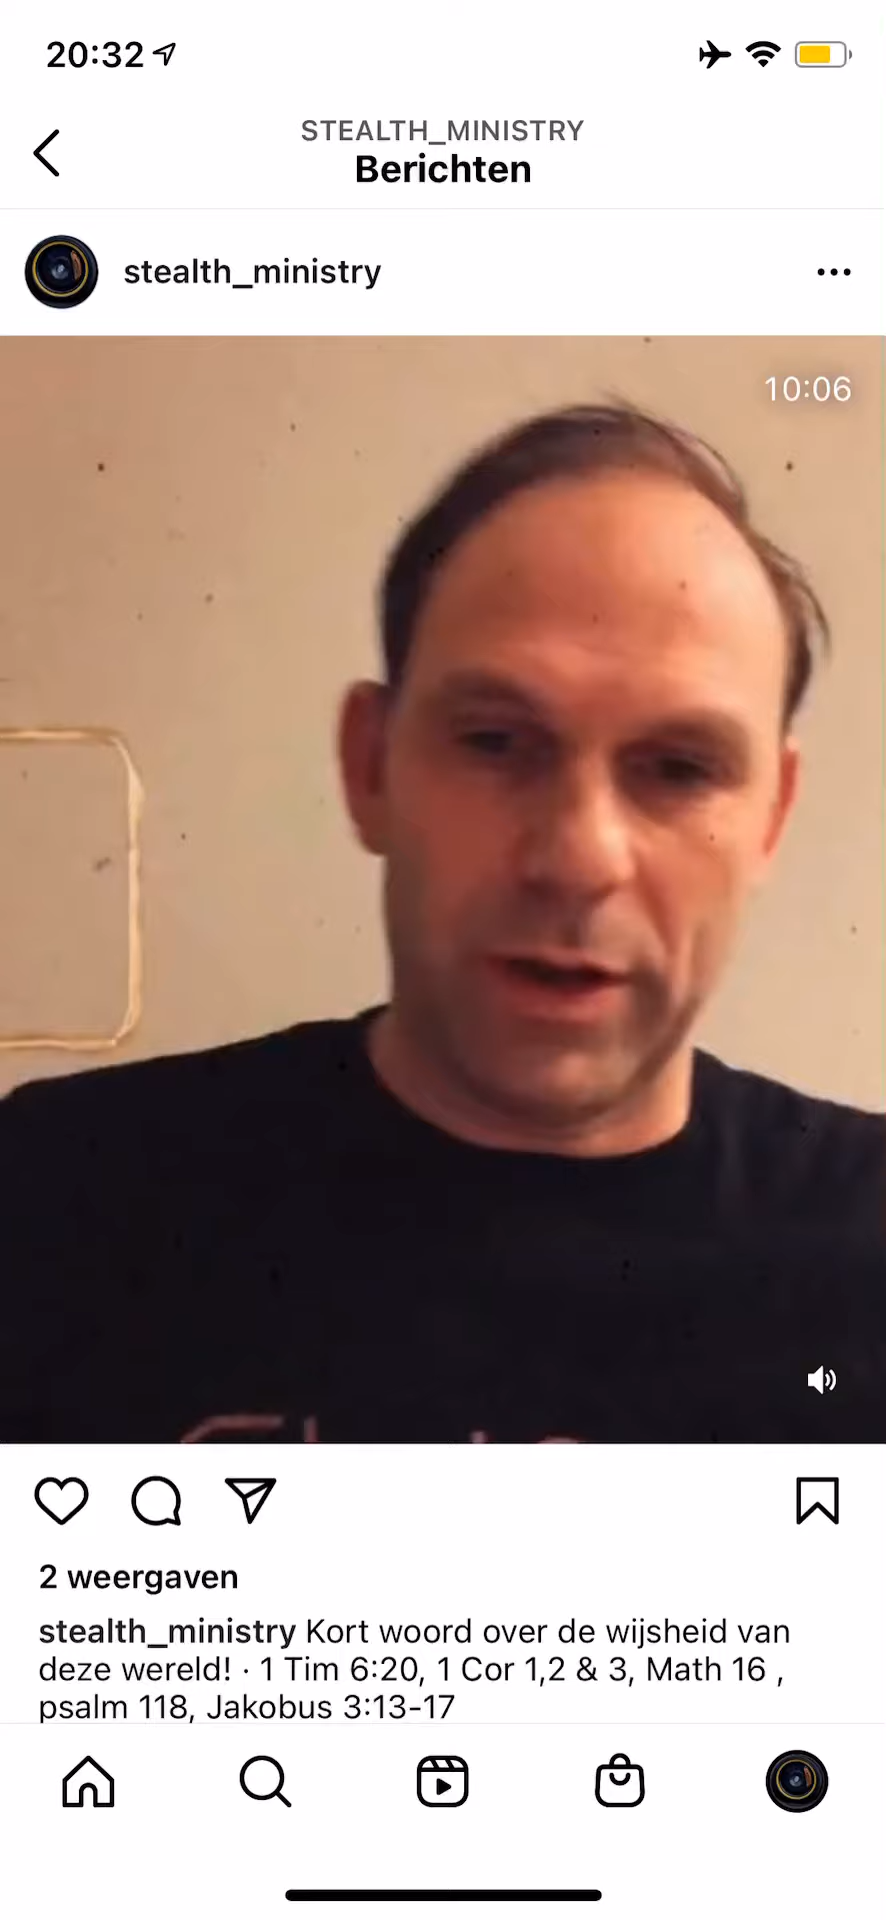 20:32
STEALTH_MINISTRY
Berichten
stealth_ministry
10:06
2 weergaven
stealth_ministry Kort woord over de wijsheid van
deze wereld! · 1 Tim 6:20, 1 Cor 1,2 & 3, Math 16 ,
psalm 118, Jakobus 3:13-17